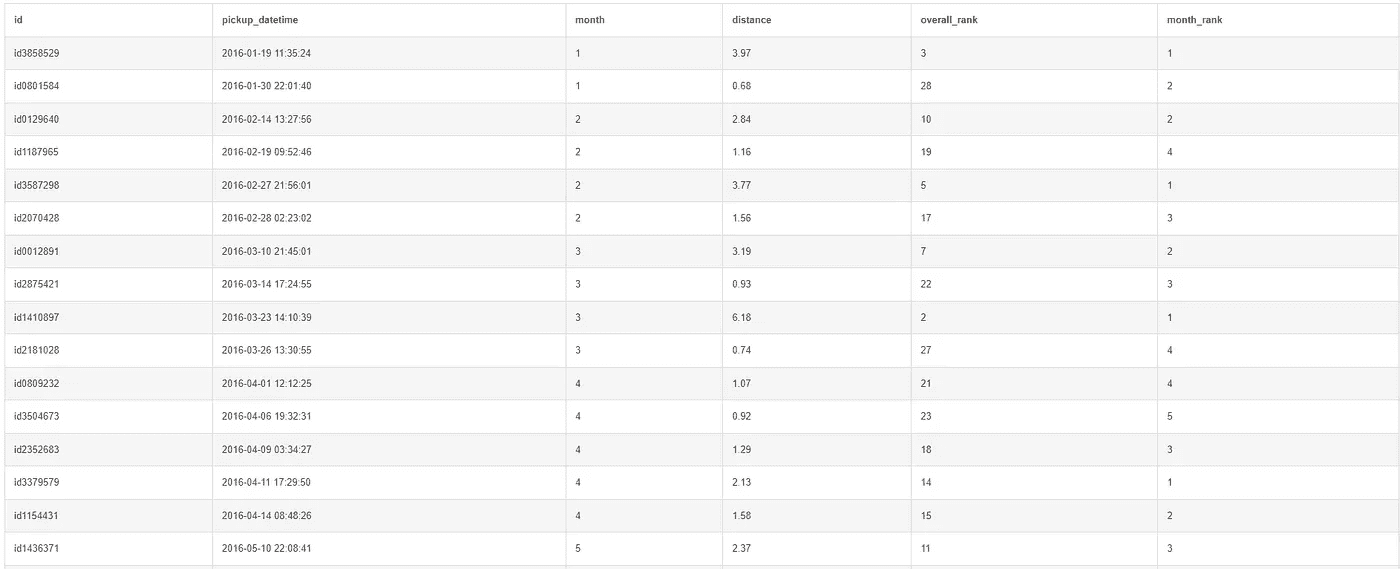 id pickup_datetime month distance overall_rank month_rank
id3858529 2016-01-19 11:35:24 1 3.97 3 1
id0801584 2016-01-30 22:01:40 1 0.68 28 2
id0129640 2016-02-14 13:27:56 2 2.84 10 2
id1187965 2016-02-19 09:52:46 2 1.16 19 4
id3587298 2016-02-27 21:56:01 2 3.77 5 1
id2070428 2016-02-28 02:23:02 2 1.56 17 3
id0012891 2016-03-10 21:45:01 3 3.19 7 2
id2875421 2016-03-14 17:24:55 3 0.93 22 3
id1410897 2016-03-23 14:10:39 3 6.18 2 1
id2181028 2016-03-26 13:30:55 3 0.74 27 4
id0809232 2016-04-01 12:12:25 4 1.07 21 4
id3504673 2016-04-06 19:32:31 4 0.92 23 5
id2352683 2016-04-09 03:34:27 4 1.29 18 3
id3379579 2016-04-11 17:29:50 4 2.13 14 1
id1154431 2016-04-14 08:48:26 4 1.58 15 2
id1436371 2016-05-10 22:08:41 5 2.37 11 3